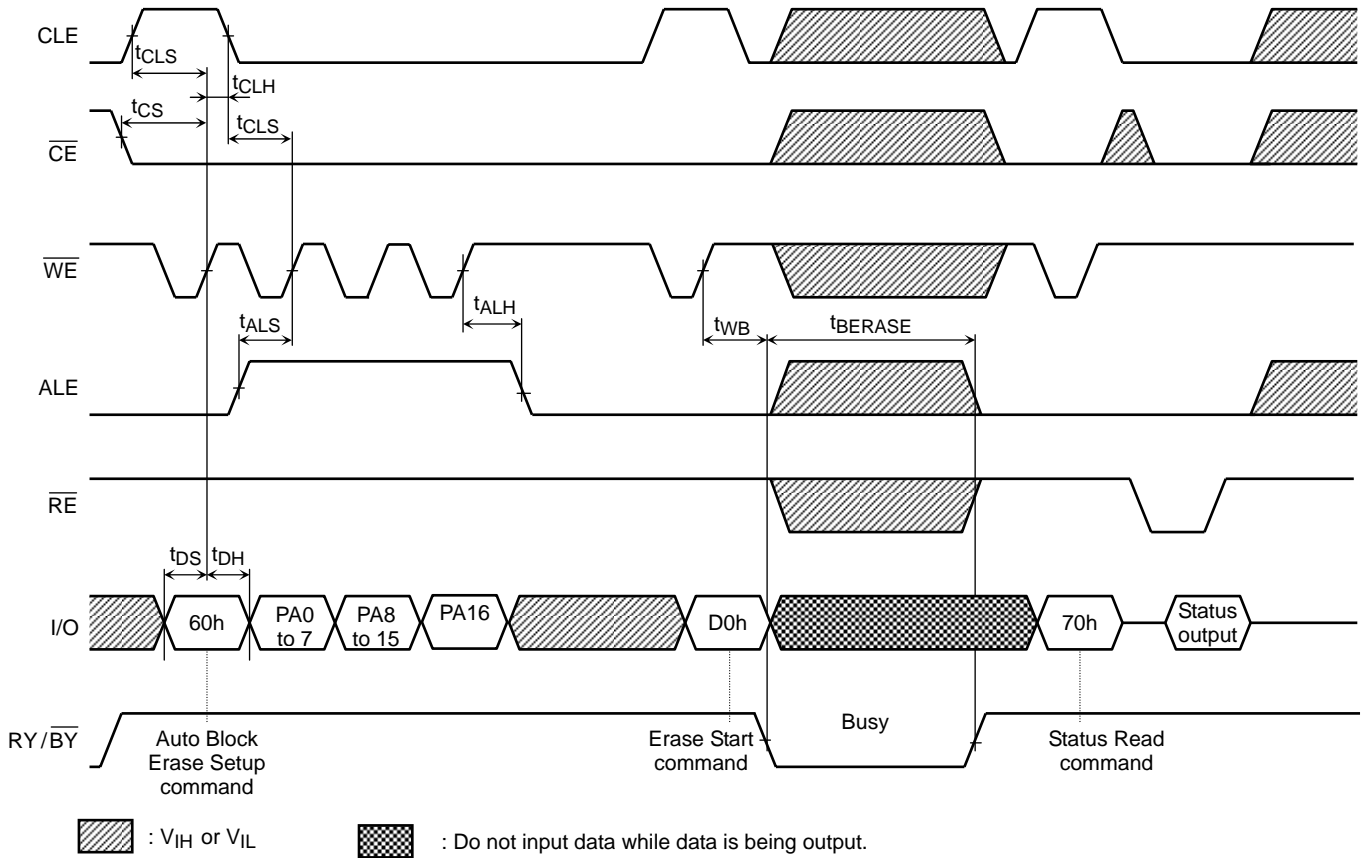 CLE
tCLS
tCLH
tCS
tCLS
CE
WE
tALH
tALS
tWB
tBERASE
ALE
RE
tDS
tDH
I/O
60h
PA0
to 7
PA8
to 15
PA16
D0h
70h
Status
output
RY/BY
Busy
Auto Block
Erase Setup
command
Erase Start
command
Status Read
command
: VIH or VIL
: Do not input data while data is being output.